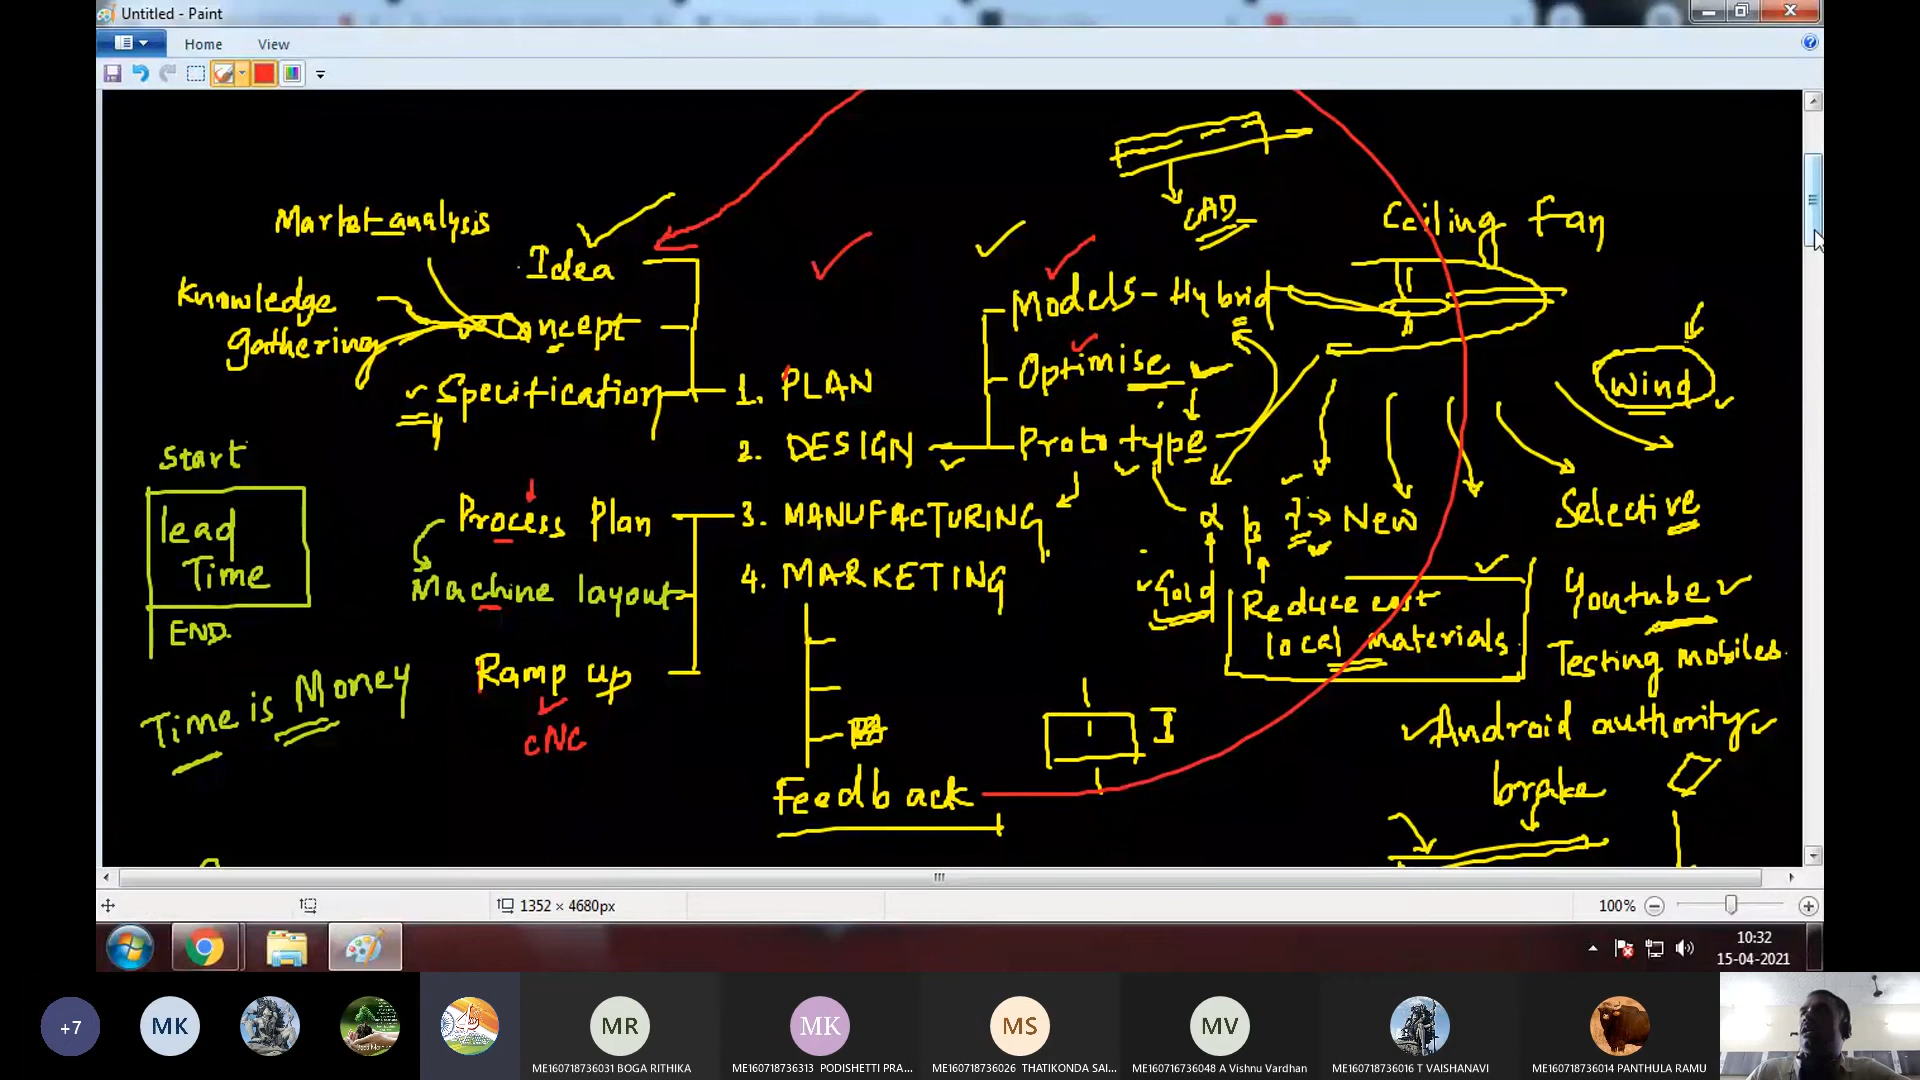 Untitled - Paint
Home View
CAD
Ceiling Fan
Market analysis
Idea
Knowledge
gathering
Concept
Specification
1. PLAN
2. DESIGN
3. MANUFACTURING
4. MARKETING
Models - Hybrid
Optimise
Prototype
Wind
α β γ → New
Selective
Start
lead
Time
END.
Process Plan
Machine layout
Ramp up
CNC
Time is Money
Gold
Reduce cost
local materials
Youtube
Testing mobiles.
Android authority
brake
Feedback
I
1352 × 4680px
100%
10:32
15-04-2021
+7 MK MR MK MS MV
ME160718736031 BOGA RITHIKA
ME160718736313 PODISHETTI PRA...
ME160718736026 THATIKONDA SAI...
ME160716736048 A Vishnu Vardhan
ME160718736016 T VAISHANAVI
ME160718736014 PANTHULA RAMU